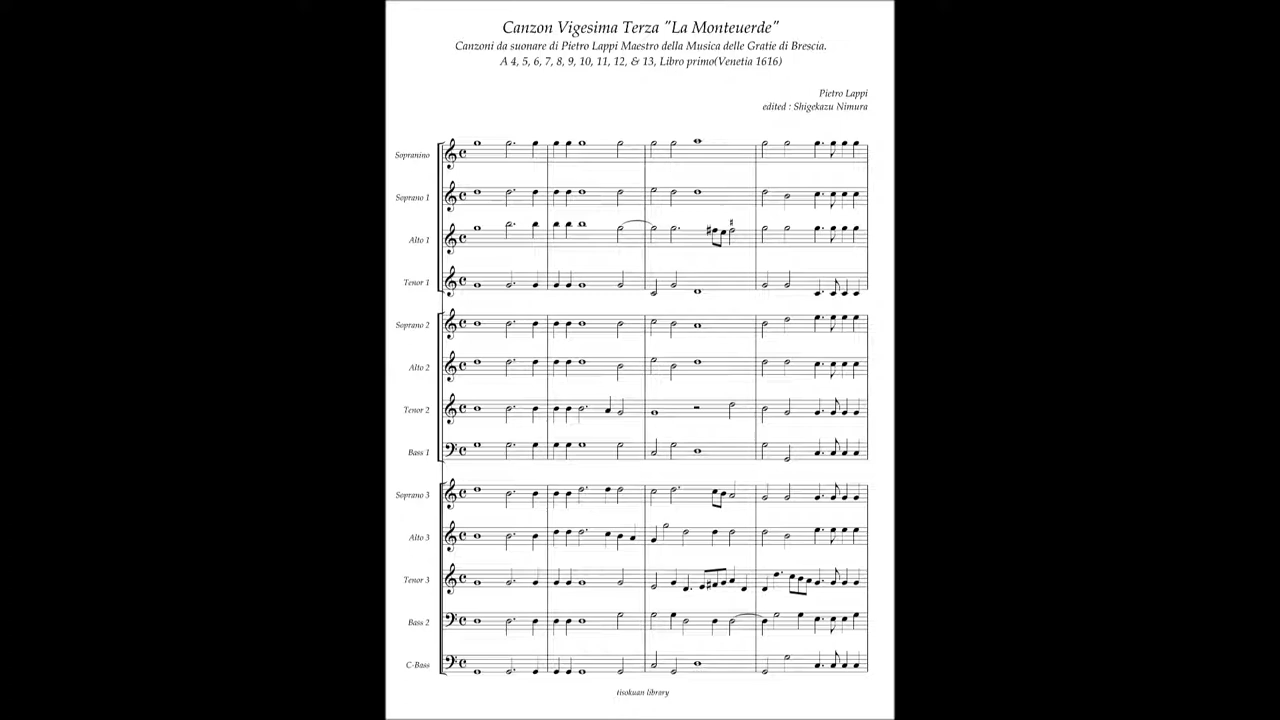 Canzon Vigesima Terza "La Monteuerde"
Canzoni da suonare di Pietro Lappi Maestro della Musica delle Gratie di Brescia.
A 4, 5, 6, 7, 8, 9, 10, 11, 12, & 13, Libro primo(Venetia 1616)
Pietro Lappi
edited : Shigekazu Nimura
Sopranino
Soprano 1
Alto 1
Tenor 1
Soprano 2
Alto 2
Tenor 2
Bass 1
Soprano 3
Alto 3
Tenor 3
Bass 2
C-Bass
tisokuan library